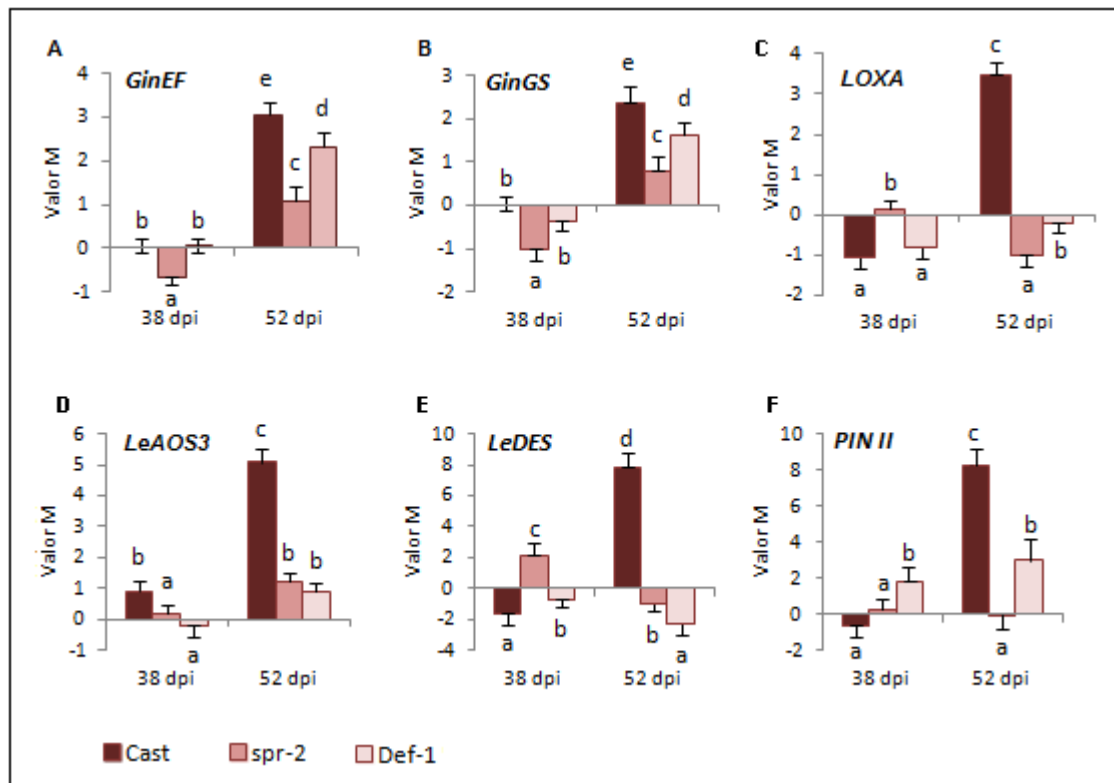 A
GinEF
Valor M
4
3
2
1
0
-1
b
a
b
e
c
d
38 dpi
52 dpi
B
GinGS
Valor M
3
2
1
0
-1
-2
b
a
b
e
c
d
38 dpi
52 dpi
C
LOXA
Valor M
4
3
2
1
0
-1
-2
a
b
a
c
a
b
38 dpi
52 dpi
D
LeAOS3
Valor M
6
5
4
3
2
1
0
-1
b
a
a
c
b
b
38 dpi
52 dpi
E
LeDES
Valor M
10
8
6
4
2
0
-2
-4
a
c
b
d
b
a
38 dpi
52 dpi
F
PIN II
Valor M
10
8
6
4
2
0
-2
a
a
b
c
a
b
38 dpi
52 dpi
Cast
spr-2
Def-1